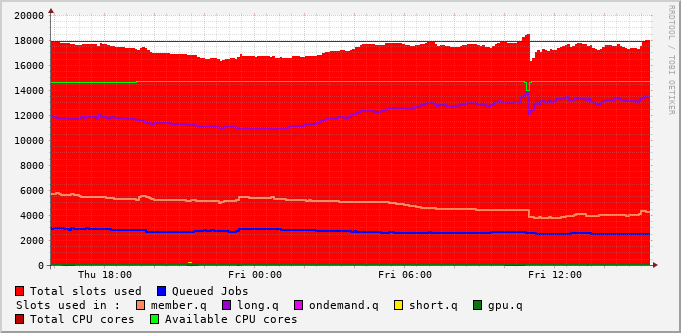 20000
18000
16000
14000
12000
10000
8000
6000
4000
2000
0
Thu 18:00 Fri 00:00 Fri 06:00 Fri 12:00
Total slots used Queued Jobs
Slots used in : member.q long.q ondemand.q short.q gpu.q
Total CPU cores Available CPU cores
RRDTOOL / TOBI OETIKER